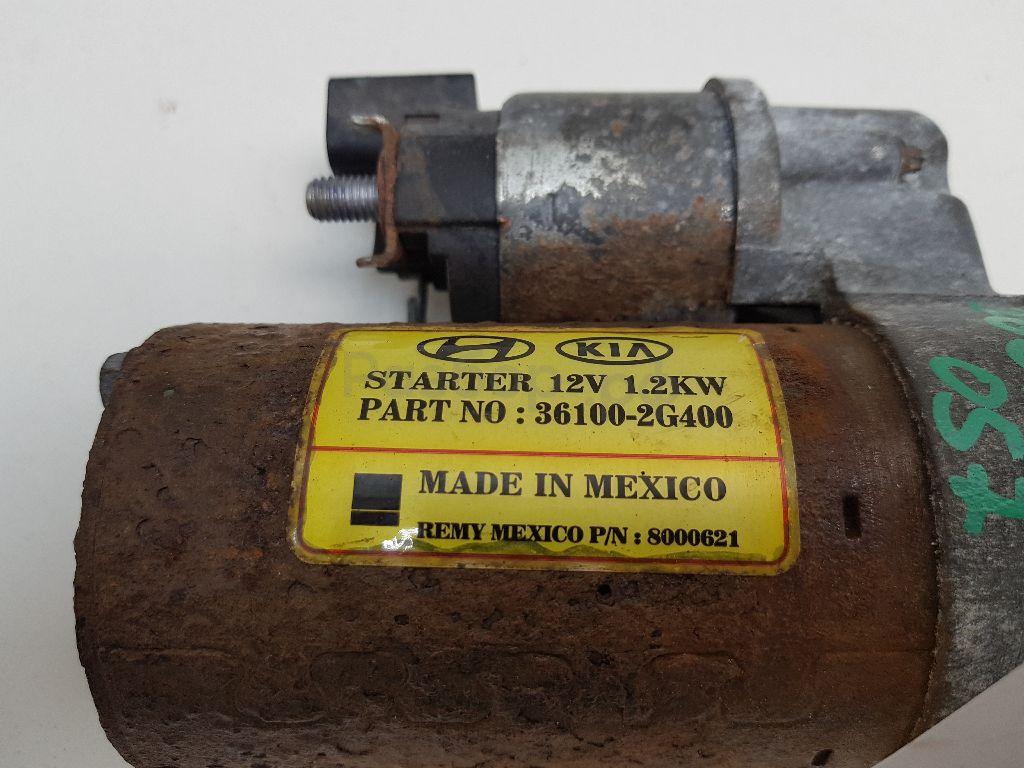 KIA
STARTER 12V 1.2KW
PART NO : 36100-2G400
MADE IN MEXICO
REMY MEXICO P/N : 8000621